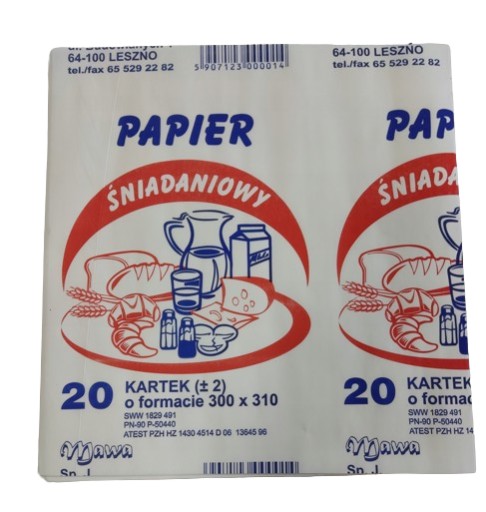 64-100 LESZNO
tel./fax 65 529 22 82
5 907123 000014
64-100 LESZNO
tel./fax 65 529 22 82
PAPIER
ŚNIADANIOWY
20 KARTEK (± 2)
o formacie 300 x 310
SWW 1829 491
PN-90 P-50440
ATEST PZH HZ 1430 4514 D 06 13645 96
Mawa
Sp. J.
PAP
ŚNIADA
20 KARTEK
o formac
SWW 1829 491
PN-90 P-50440
ATEST PZH HZ 14
Mawa